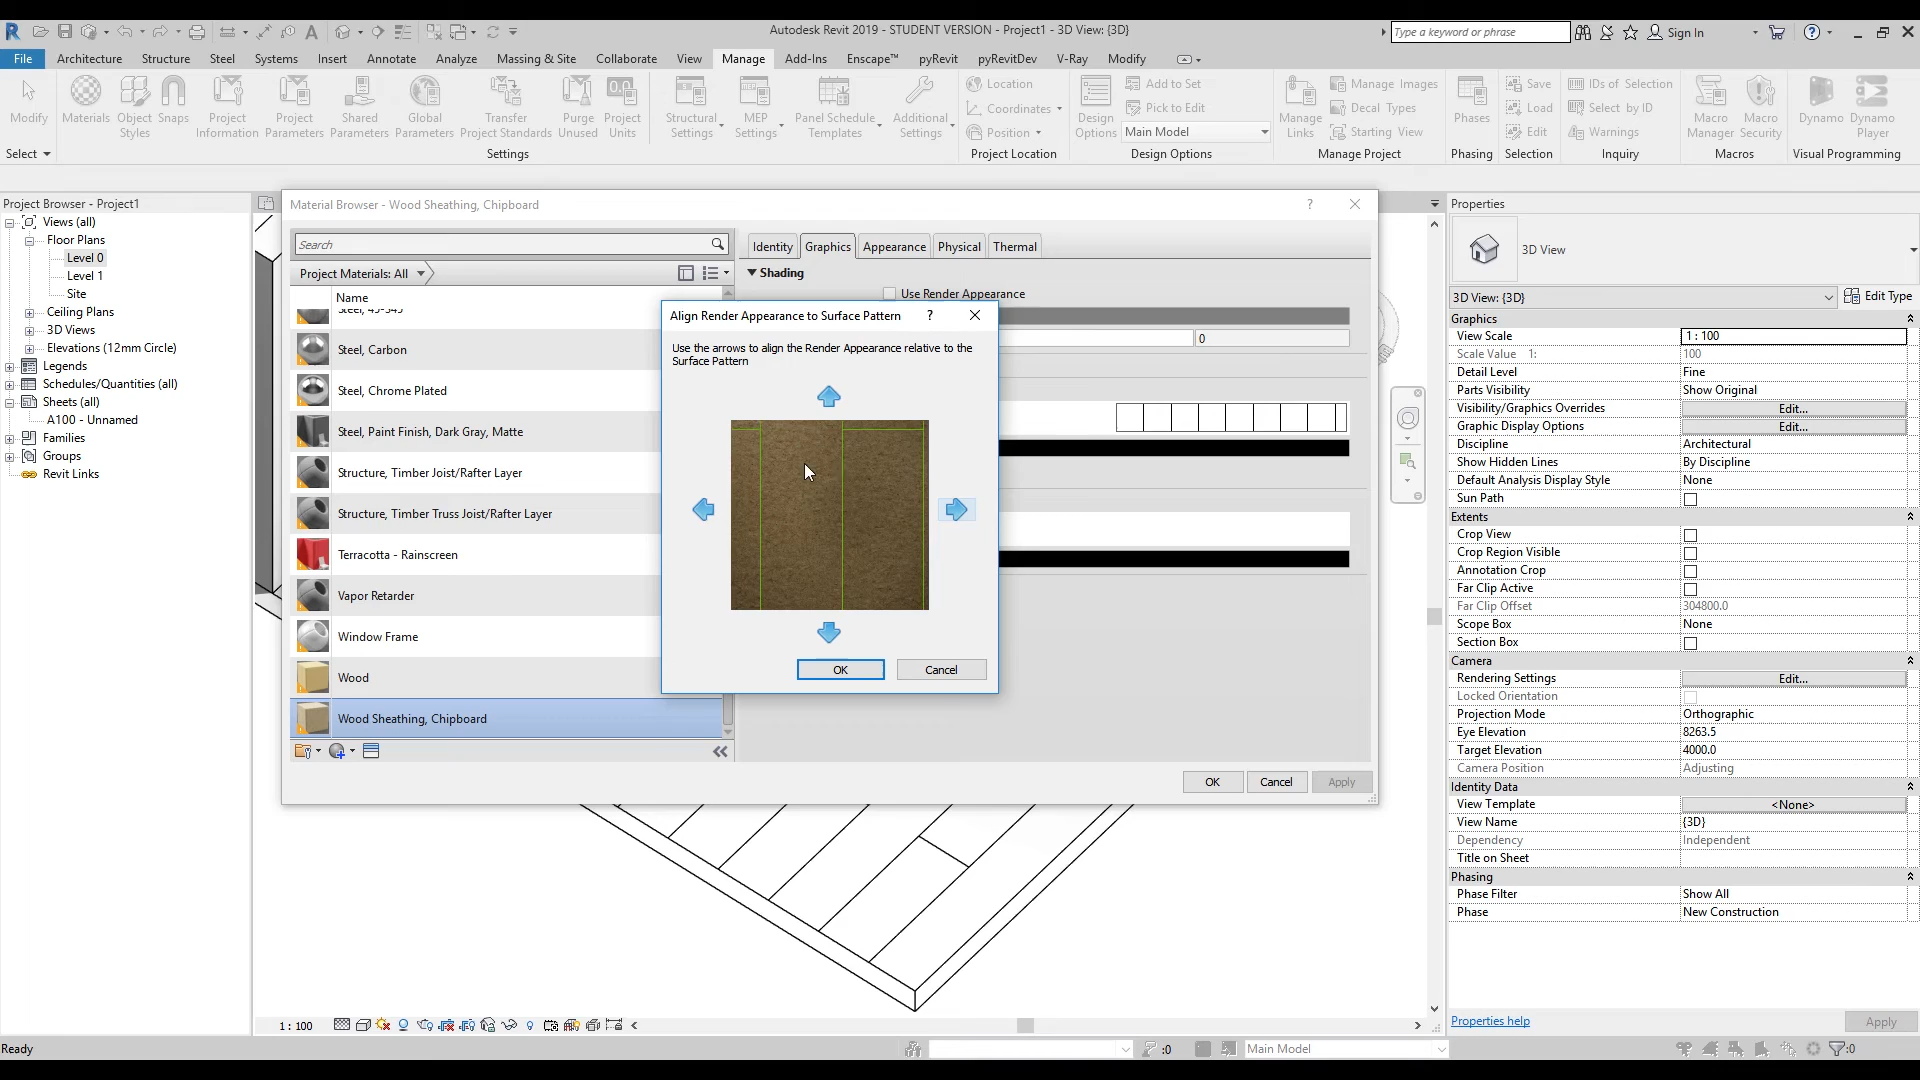 Autodesk Revit 2019 - STUDENT VERSION - Project1 - 3D View: {3D}
Type a keyword or phrase
Sign In
File Architecture Structure Steel Systems Insert Annotate Analyze Massing & Site Collaborate View Manage Add-Ins Enscape™ pyRevit pyRevitDev V-Ray Modify
Modify
Materials
Object Styles
Snaps
Project Information
Project Parameters
Shared Parameters
Global Parameters
Transfer Project Standards
Purge Unused
Project Units
Structural Settings
MEP Settings
Panel Schedule Templates
Additional Settings
Location
Coordinates
Position
Design Options
Add to Set
Pick to Edit
Main Model
Manage Links
Manage Images
Decal Types
Starting View
Phases
Save
Load
Edit
IDs of Selection
Select by ID
Warnings
Macro Manager
Macro Security
Dynamo
Dynamo Player
Select
Settings
Project Location
Design Options
Manage Project
Phasing
Selection
Inquiry
Macros
Visual Programming
Project Browser - Project1
Views (all)
Floor Plans
Level 0
Level 1
Site
Ceiling Plans
3D Views
Elevations (12mm Circle)
Legends
Schedules/Quantities (all)
Sheets (all)
A100 - Unnamed
Families
Groups
Revit Links
Material Browser - Wood Sheathing, Chipboard
?
Search
Project Materials: All
Name
Steel, 45-345
Steel, Carbon
Steel, Chrome Plated
Steel, Paint Finish, Dark Gray, Matte
Structure, Timber Joist/Rafter Layer
Structure, Timber Truss Joist/Rafter Layer
Terracotta - Rainscreen
Vapor Retarder
Window Frame
Wood
Wood Sheathing, Chipboard
Identity Graphics Appearance Physical Thermal
Shading
Use Render Appearance
0
Align Render Appearance to Surface Pattern
?
Use the arrows to align the Render Appearance relative to the
Surface Pattern
OK Cancel
OK Cancel Apply
Properties
3D View
3D View: {3D} Edit Type
Graphics
View Scale 1 : 100
Scale Value 1: 100
Detail Level Fine
Parts Visibility Show Original
Visibility/Graphics Overrides Edit...
Graphic Display Options Edit...
Discipline Architectural
Show Hidden Lines By Discipline
Default Analysis Display Style None
Sun Path
Extents
Crop View
Crop Region Visible
Annotation Crop
Far Clip Active
Far Clip Offset 304800.0
Scope Box None
Section Box
Camera
Rendering Settings Edit...
Locked Orientation
Projection Mode Orthographic
Eye Elevation 8263.5
Target Elevation 4000.0
Camera Position Adjusting
Identity Data
View Template <None>
View Name {3D}
Dependency Independent
Title on Sheet
Phasing
Phase Filter Show All
Phase New Construction
Properties help
Apply
1 : 100
Ready
:0
Main Model
:0